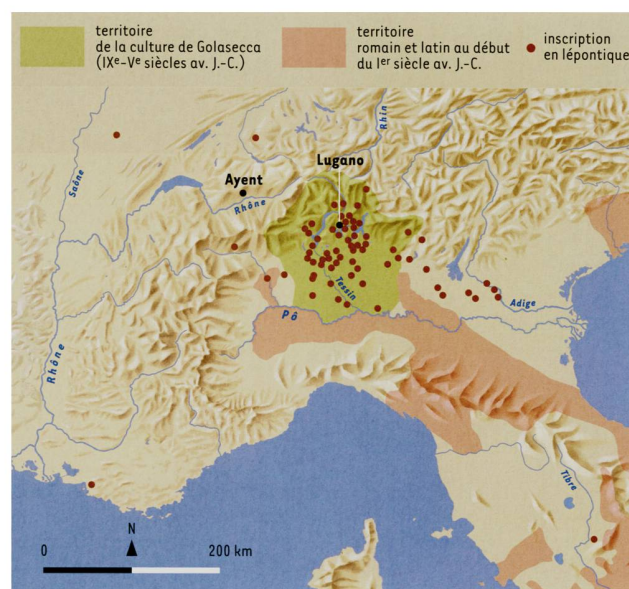 territoire
de la culture de Golasecca
(IXe–Ve siècles av. J.-C.)
territoire
romain et latin au début
du Ier siècle av. J.-C.
inscription
en lépontique
Rhin
Lugano
Saône
Ayent
Rhône
Tessin
Adige
Pô
Rhône
Tibre
N
0
200 km